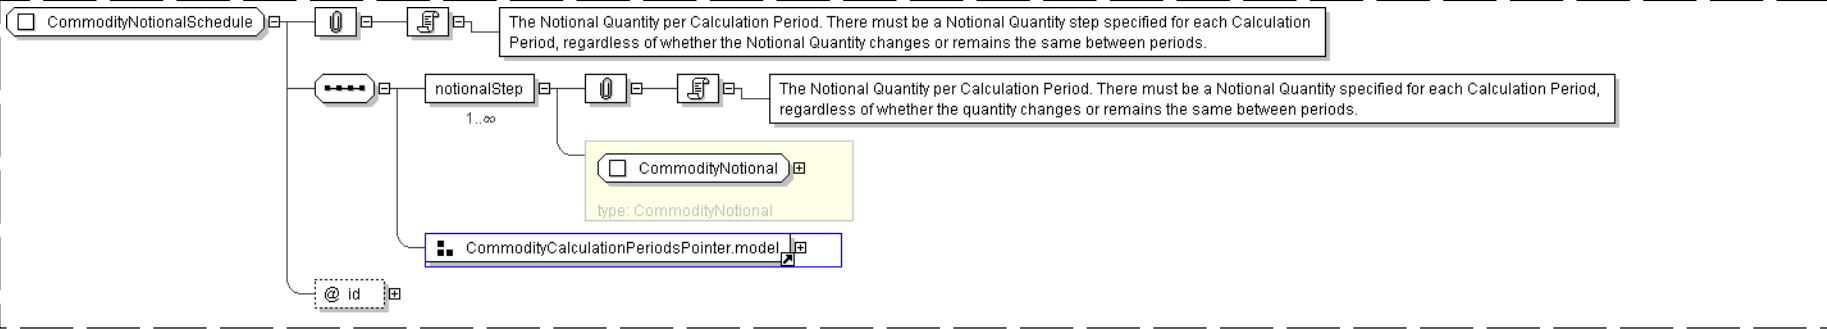 CommodityNotionalSchedule
The Notional Quantity per Calculation Period. There must be a Notional Quantity step specified for each Calculation
Period, regardless of whether the Notional Quantity changes or remains the same between periods.
notionalStep
1..∞
The Notional Quantity per Calculation Period. There must be a Notional Quantity specified for each Calculation Period,
regardless of whether the quantity changes or remains the same between periods.
CommodityNotional
type: CommodityNotional
CommodityCalculationPeriodsPointer.model
@ id